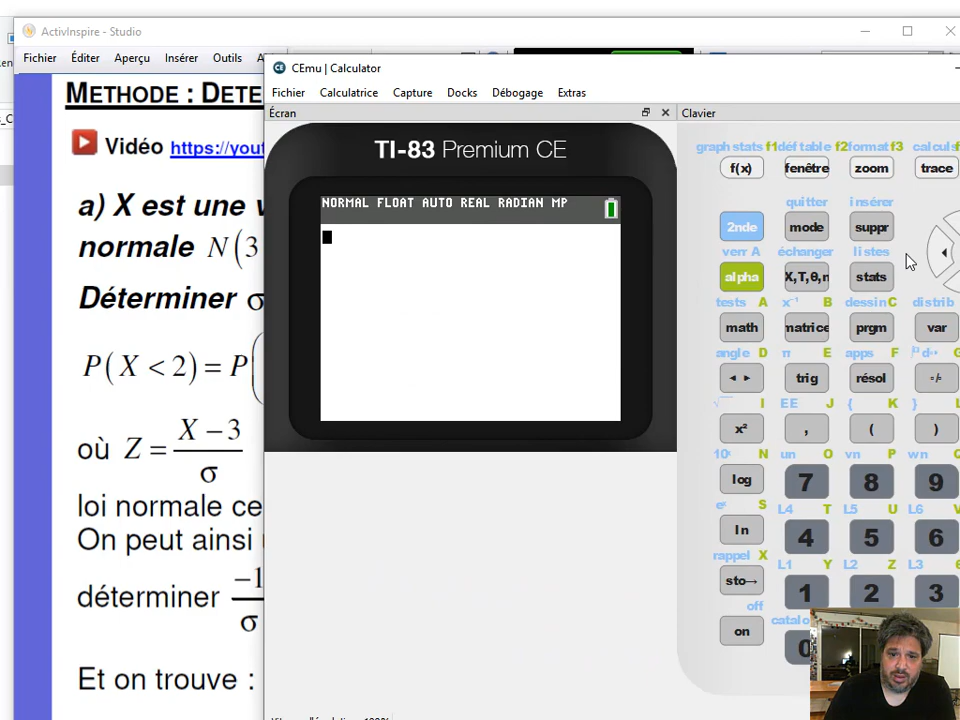 ActivInspire - Studio
Fichier Éditer Aperçu Insérer Outils
METHODE : DETE
Vidéo https://yout
a) X est une v
normale N(3
Déterminer σ
P(X < 2) = P(
où Z = X − 3 / σ
loi normale ce
On peut ainsi
déterminer −1 / σ
Et on trouve :
CE CEmu | Calculator
Fichier Calculatrice Capture Docks Débogage Extras
Écran
Clavier
TI-83 Premium CE
NORMAL FLOAT AUTO REAL RADIAN MP
graph stats f1 déf table f2 format f3 calculs
f(x) fenêtre zoom trace
quitter insérer
2nde mode suppr
verr A échanger listes
alpha X,T,θ,n stats
tests A x⁻¹ B dessin C distrib
math matrice prgm var
angle D π E apps F
trig résol
√ I EE J { K } L
x² , ( )
10ˣ N un O vn P wn
log 7 8 9
eˣ S L4 T L5 U L6 V
ln 4 5 6
rappel X L1 Y L2 Z L3 θ
sto→ 1 2 3
off catalo
on 0